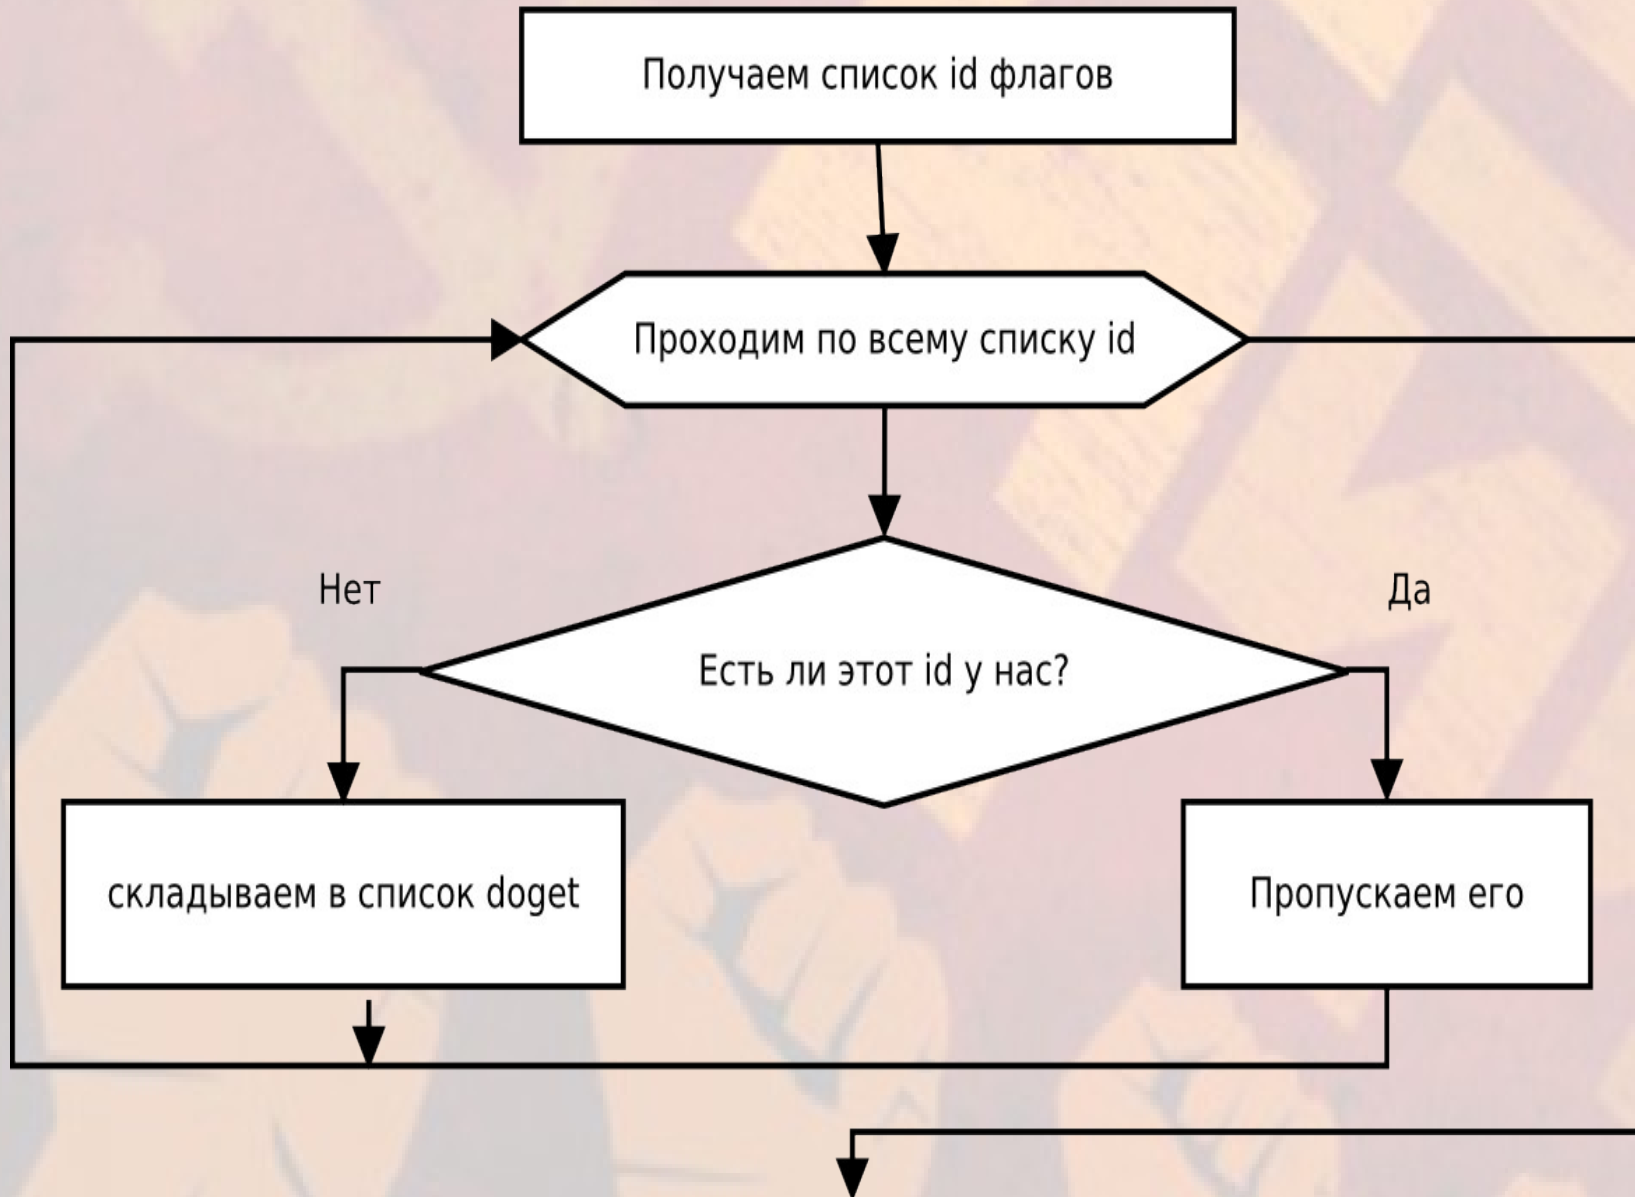 Получаем список id флагов
Проходим по всему списку id
Нет
Да
Есть ли этот id у нас?
складываем в список doget
Пропускаем его